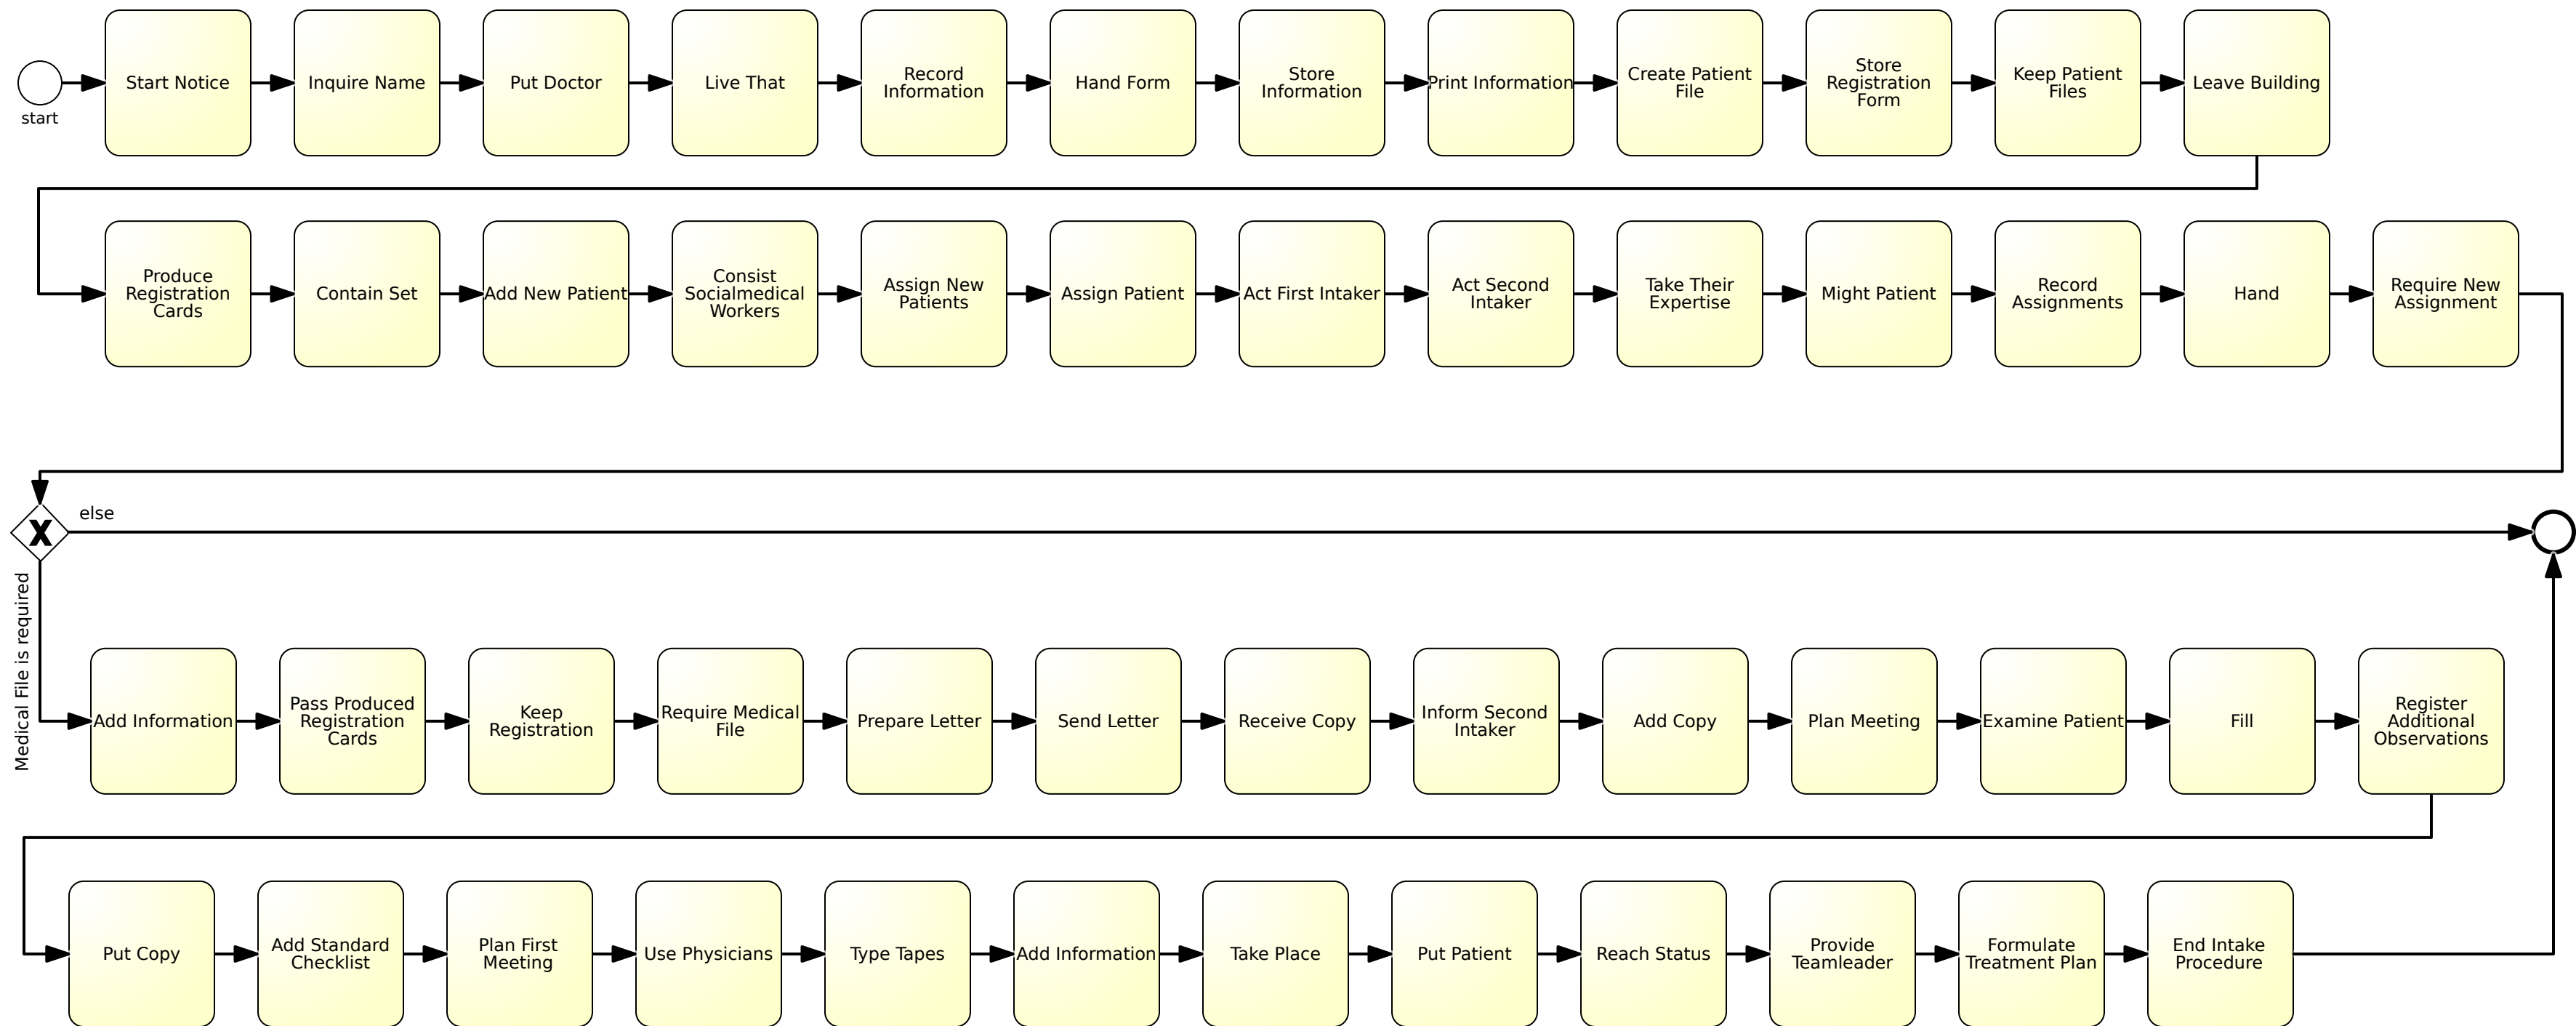 Start Notice
Inquire Name
Put Doctor
Live That
Record
Information
Hand Form
Store
Information
Print Information
Create Patient
File
Store
Registration
Form
Keep Patient
Files
Leave Building
start
Produce
Registration
Cards
Contain Set
Add New Patient
Consist
Socialmedical
Workers
Assign New
Patients
Assign Patient
Act First Intaker
Act Second
Intaker
Take Their
Expertise
Might Patient
Record
Assignments
Hand
Require New
Assignment
X
else
Medical File is required
Add Information
Pass Produced
Registration
Cards
Keep
Registration
Require Medical
File
Prepare Letter
Send Letter
Receive Copy
Inform Second
Intaker
Add Copy
Plan Meeting
Examine Patient
Fill
Register
Additional
Observations
Put Copy
Add Standard
Checklist
Plan First
Meeting
Use Physicians
Type Tapes
Add Information
Take Place
Put Patient
Reach Status
Provide
Teamleader
Formulate
Treatment Plan
End Intake
Procedure